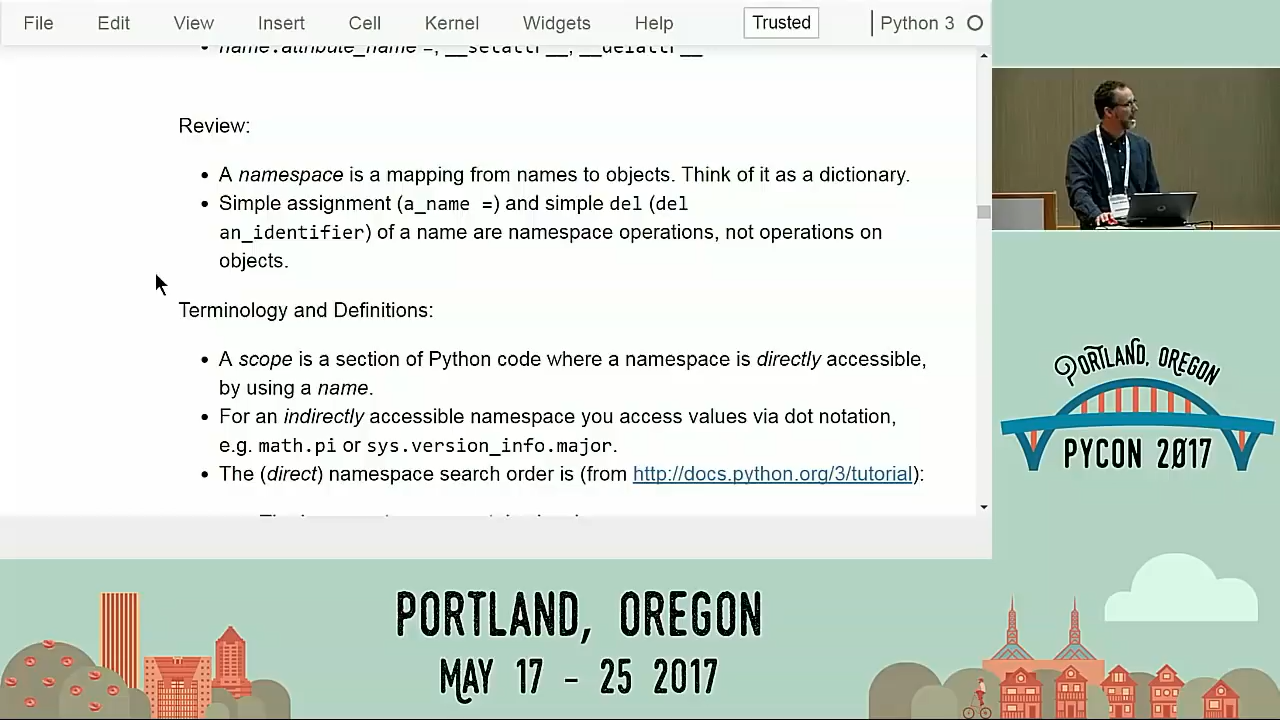 File Edit View Insert Cell Kernel Widgets Help Trusted Python 3
name.attribute_name =, __setattr__, __delattr__
Review:
A namespace is a mapping from names to objects. Think of it as a dictionary.
Simple assignment (a_name =) and simple del (del
an_identifier) of a name are namespace operations, not operations on
objects.
Terminology and Definitions:
A scope is a section of Python code where a namespace is directly accessible,
by using a name.
For an indirectly accessible namespace you access values via dot notation,
e.g. math.pi or sys.version_info.major.
The (direct) namespace search order is (from http://docs.python.org/3/tutorial):
PORTLAND, OREGON
PYCON 2017
PORTLAND, OREGON
MAY 17 - 25 2017